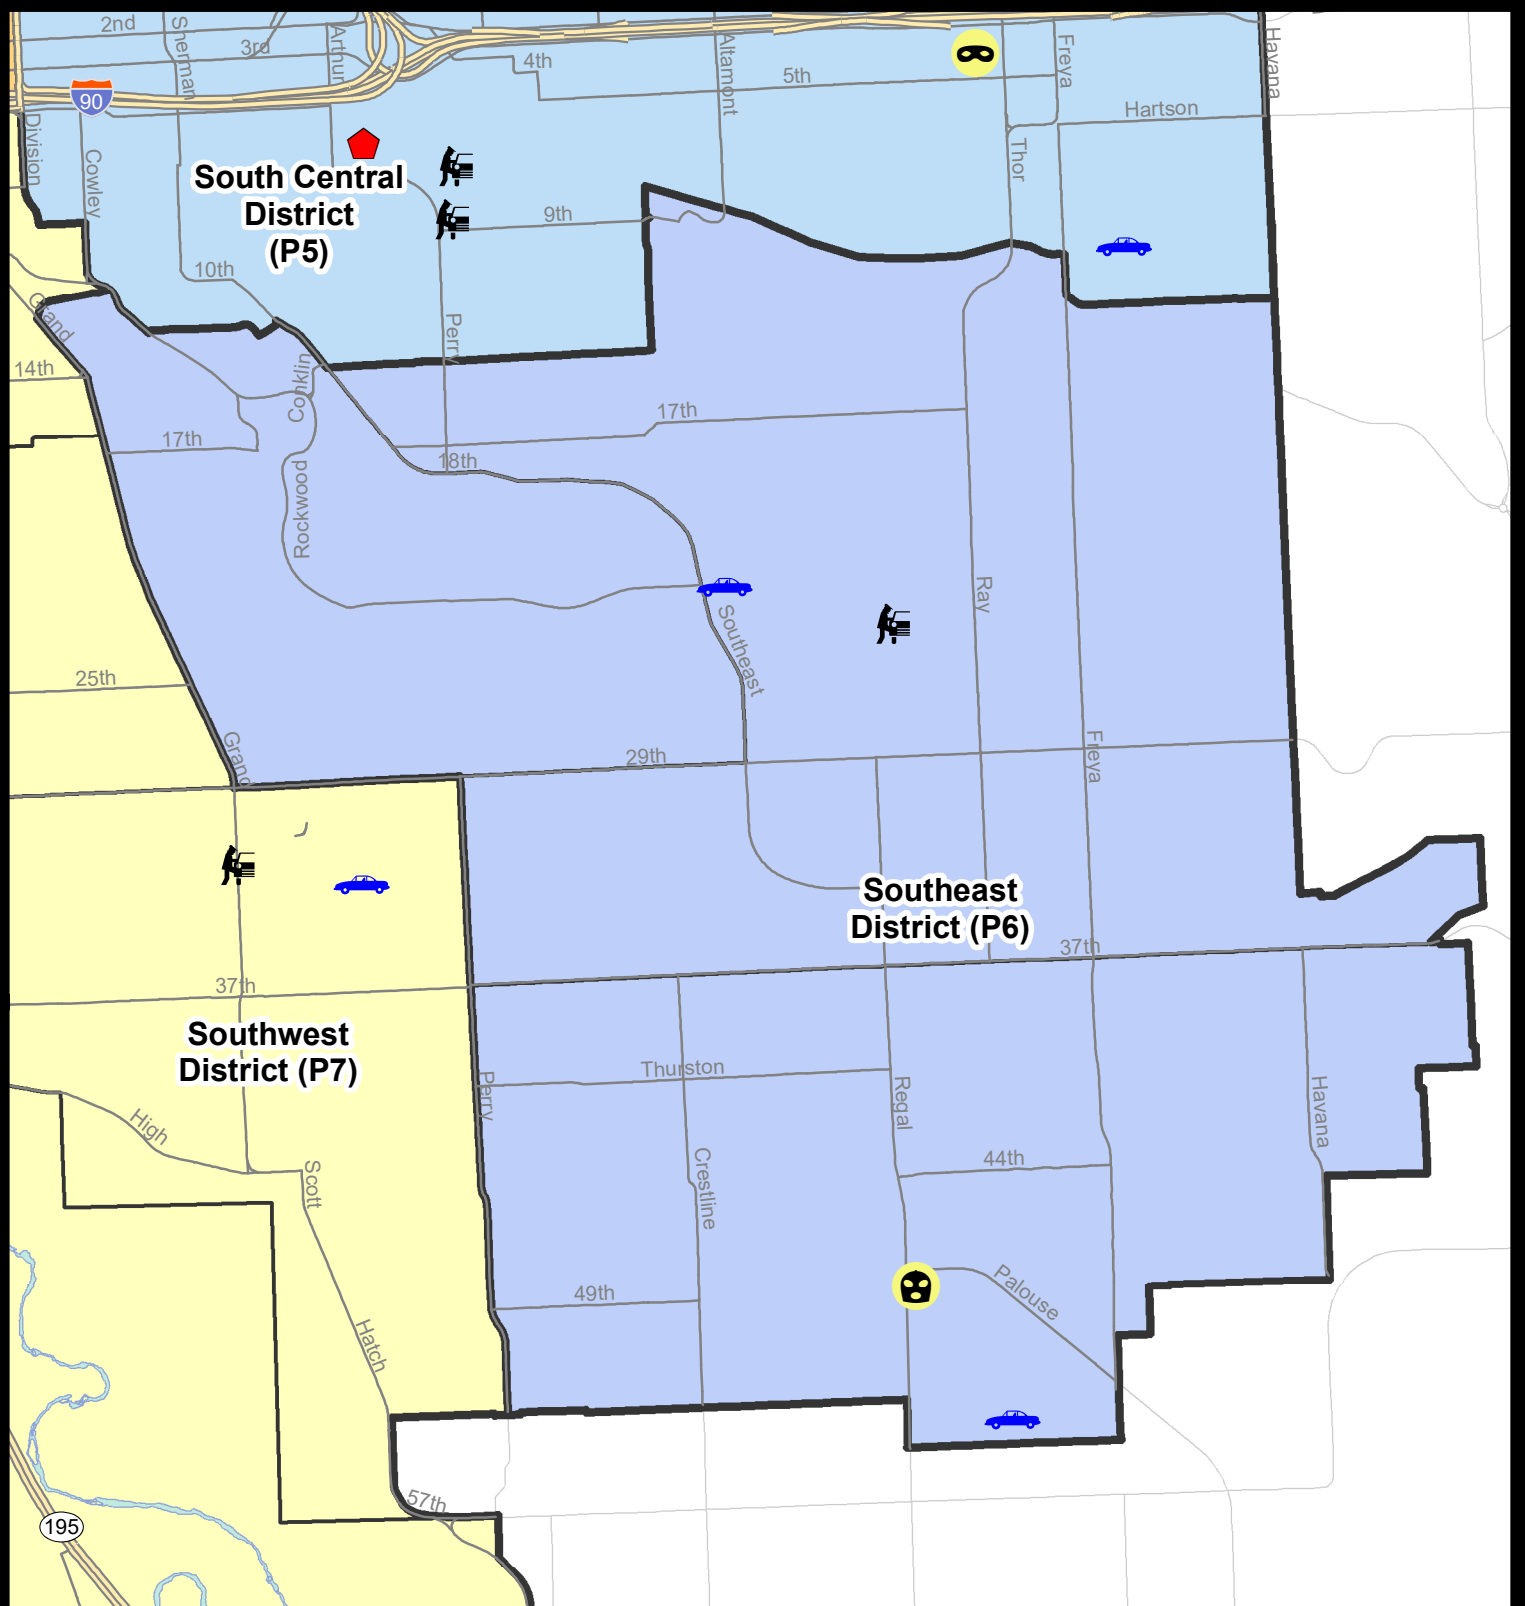 2nd
Sherman
3rd
Arthur
4th
Altamont
5th
Freya
Havana
90
Hartson
Division
Cowley
Thor
South Central
District
(P5)
9th
10th
Grand
Perry
14th
Conklin
17th
17th
18th
Rockwood
Ray
Southeast
25th
Grand
29th
Freya
Southeast
District (P6)
37th
37th
Southwest
District (P7)
Thurston
Perry
Regal
Havana
High
Scott
Crestline
44th
49th
Palouse
Hatch
57th
195